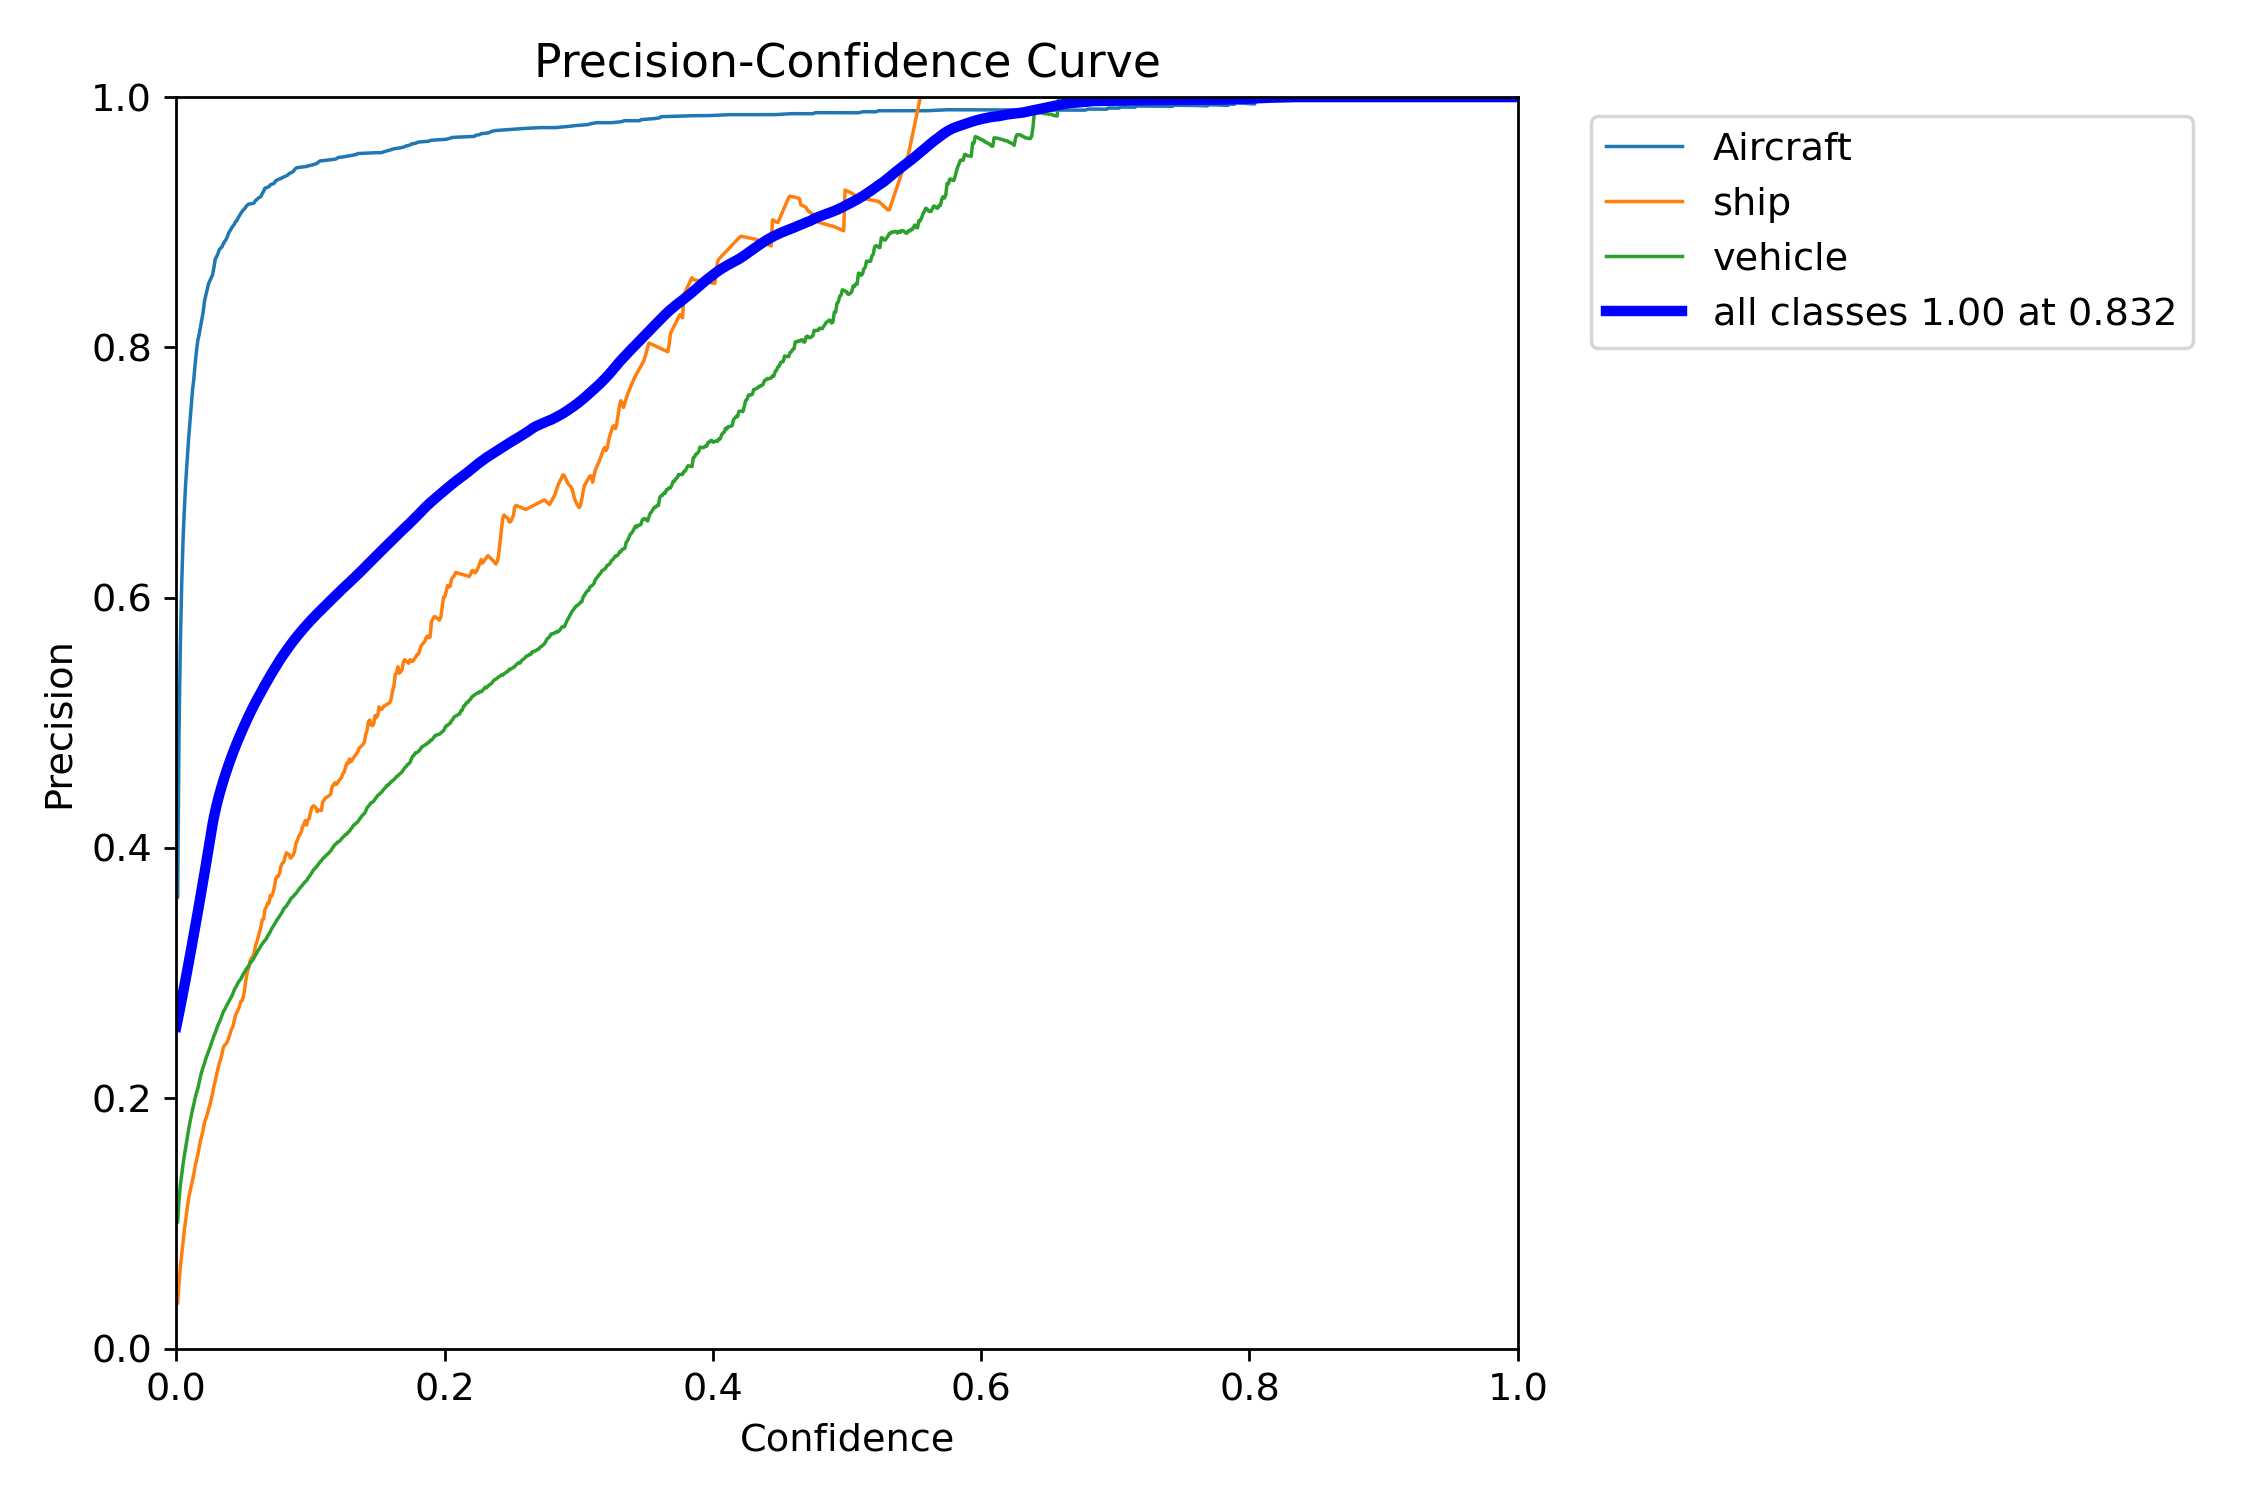 Precision-Confidence Curve
1.0
0.8
0.6
0.4
0.2
0.0
Precision
0.0 0.2 0.4 0.6 0.8 1.0
Confidence
Aircraft
ship
vehicle
all classes 1.00 at 0.832